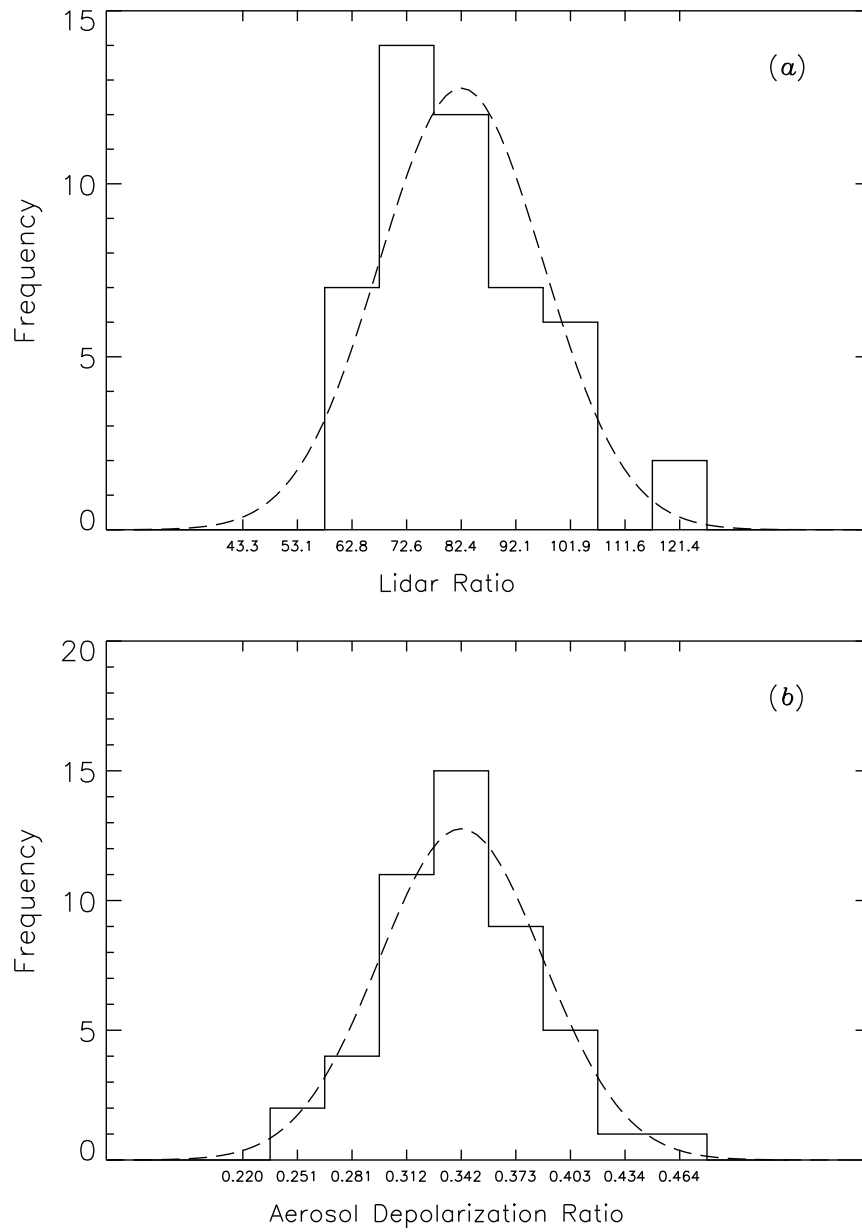 15
(a)
10
Frequency
5
0
43.3 53.1 62.8 72.6 82.4 92.1 101.9 111.6 121.4
Lidar Ratio
20
(b)
15
Frequency
10
5
0
0.220 0.251 0.281 0.312 0.342 0.373 0.403 0.434 0.464
Aerosol Depolarization Ratio